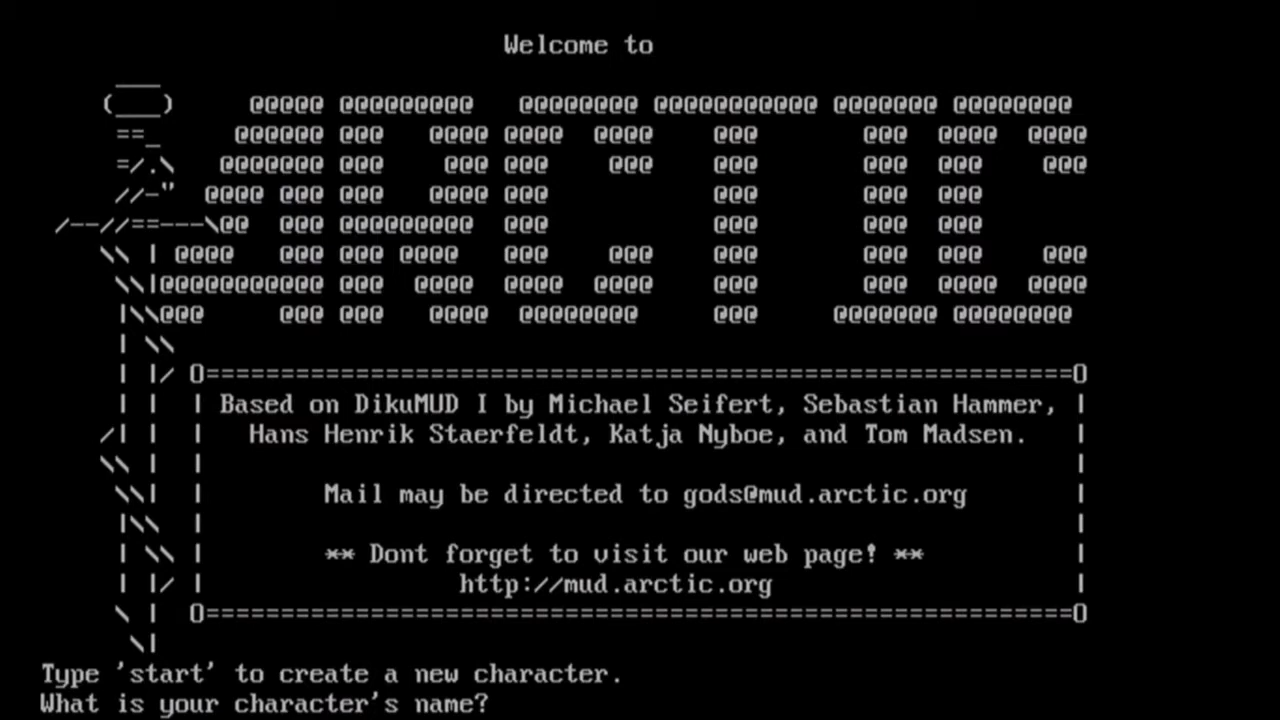 Welcome to
ARCTIC
Based on DikuMUD I by Michael Seifert, Sebastian Hammer,
Hans Henrik Staerfeldt, Katja Nyboe, and Tom Madsen.
Mail may be directed to gods@mud.arctic.org
** Dont forget to visit our web page! **
http://mud.arctic.org
Type 'start' to create a new character.
What is your character's name?